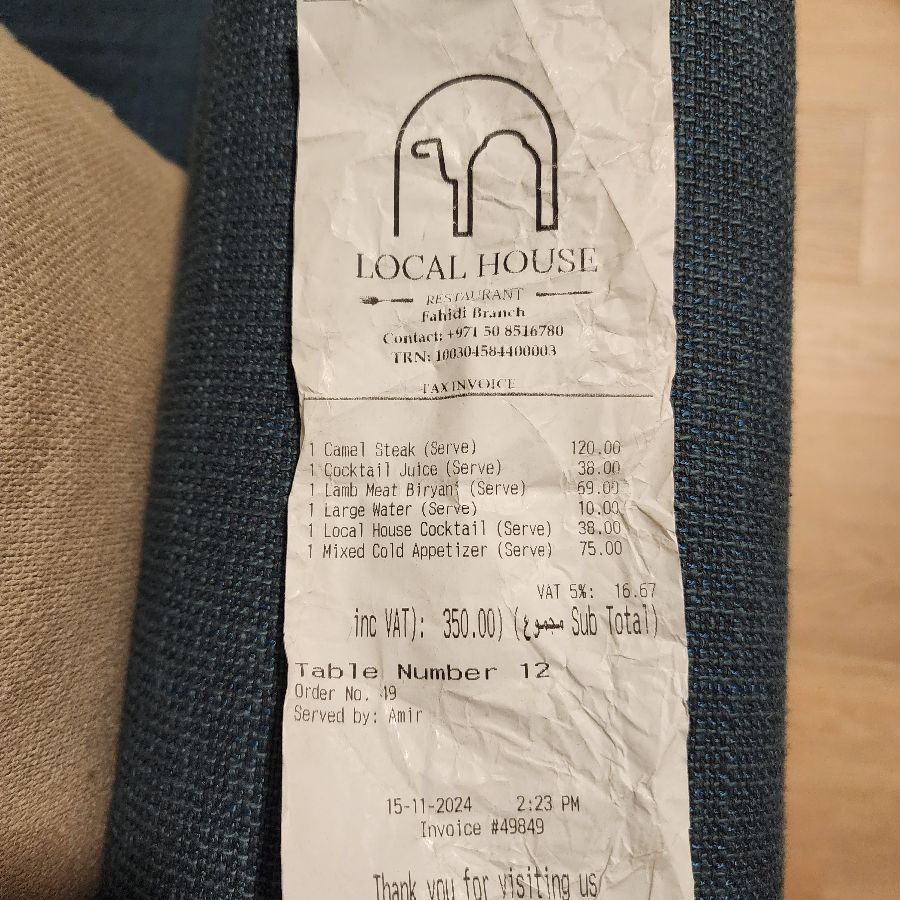 LOCAL HOUSE
RESTAURANT
Fahidi Branch
Contact: +971 50 8516780
TRN: 100304584400003
TAX INVOICE
1 Camel Steak (Serve) 120.00
1 Cocktail Juice (Serve) 38.00
1 Lamb Meat Biryani (Serve) 69.00
1 Large Water (Serve) 10.00
1 Local House Cocktail (Serve) 38.00
1 Mixed Cold Appetizer (Serve) 75.00
VAT 5%: 16.67
inc VAT): 350.00) (مجموع Sub Total)
Table Number 12
Order No. 49
Served by: Amir
15-11-2024 2:23 PM
Invoice #49849
Thank you for visiting us